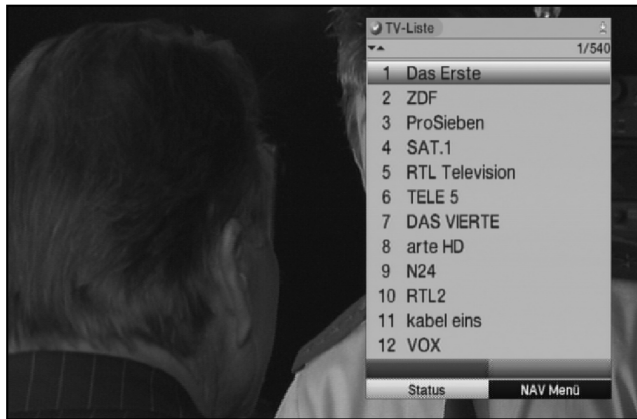 TV-Liste
1/540
1 Das Erste
2 ZDF
3 ProSieben
4 SAT.1
5 RTL Television
6 TELE 5
7 DAS VIERTE
8 arte HD
9 N24
10 RTL2
11 kabel eins
12 VOX
Status NAV Menü